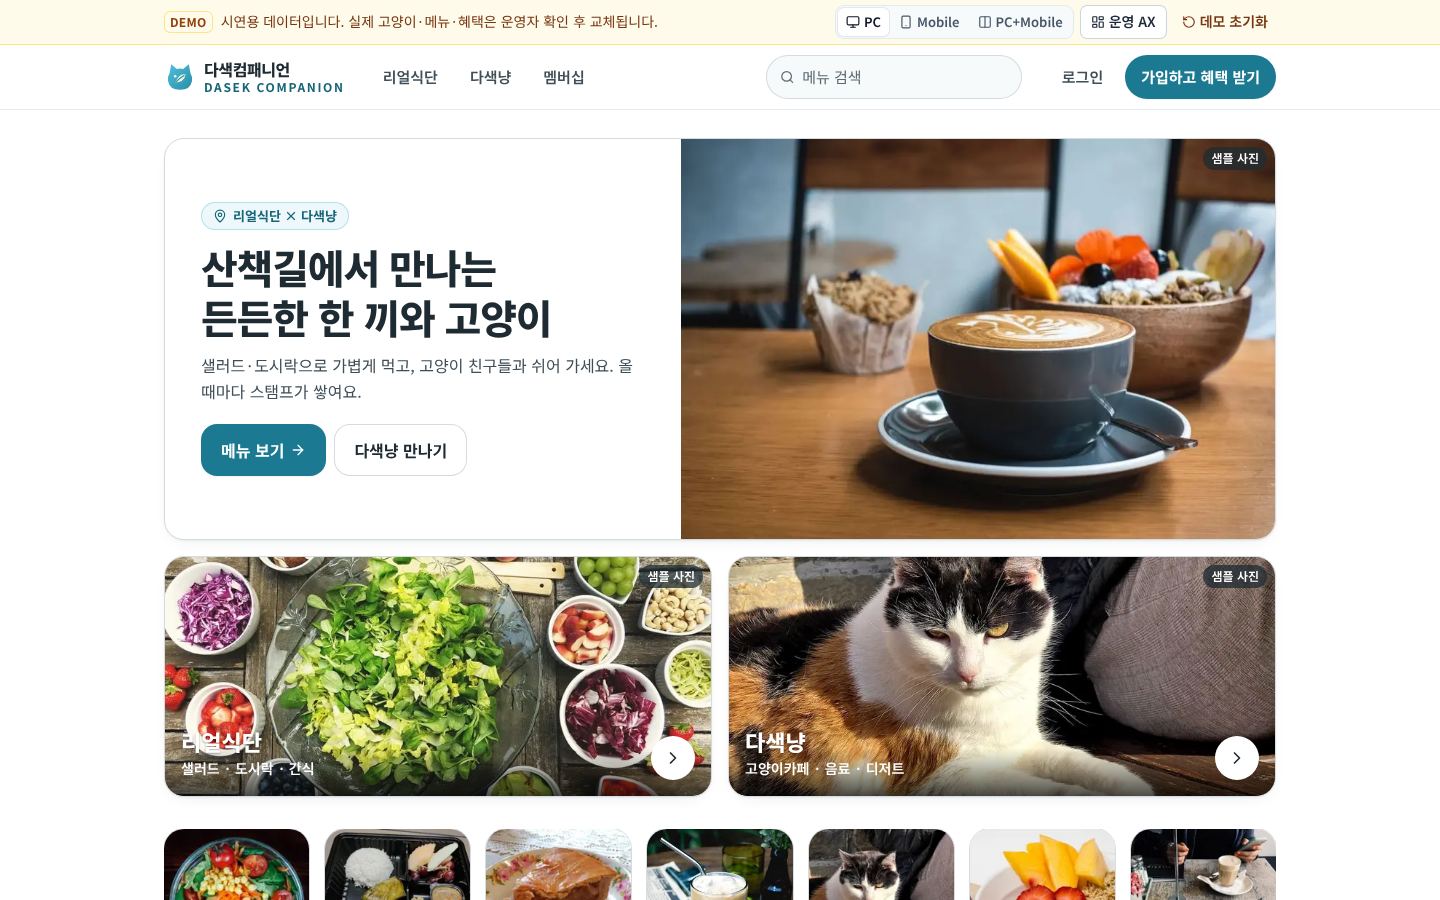 DEMO 시연용 데이터입니다. 실제 고양이·메뉴·혜택은 운영자 확인 후 교체됩니다.
PC Mobile PC+Mobile 운영 AX 데모 초기화
다색컴패니언
DASEK COMPANION
리얼식단 다색냥 멤버십
메뉴 검색
로그인 가입하고 혜택 받기
샘플 사진
리얼식단 × 다색냥
산책길에서 만나는
든든한 한 끼와 고양이
샐러드·도시락으로 가볍게 먹고, 고양이 친구들과 쉬어 가세요. 올
때마다 스탬프가 쌓여요.
메뉴 보기 다색냥 만나기
샘플 사진
리얼식단
샐러드 · 도시락 · 간식
샘플 사진
다색냥
고양이카페 · 음료 · 디저트